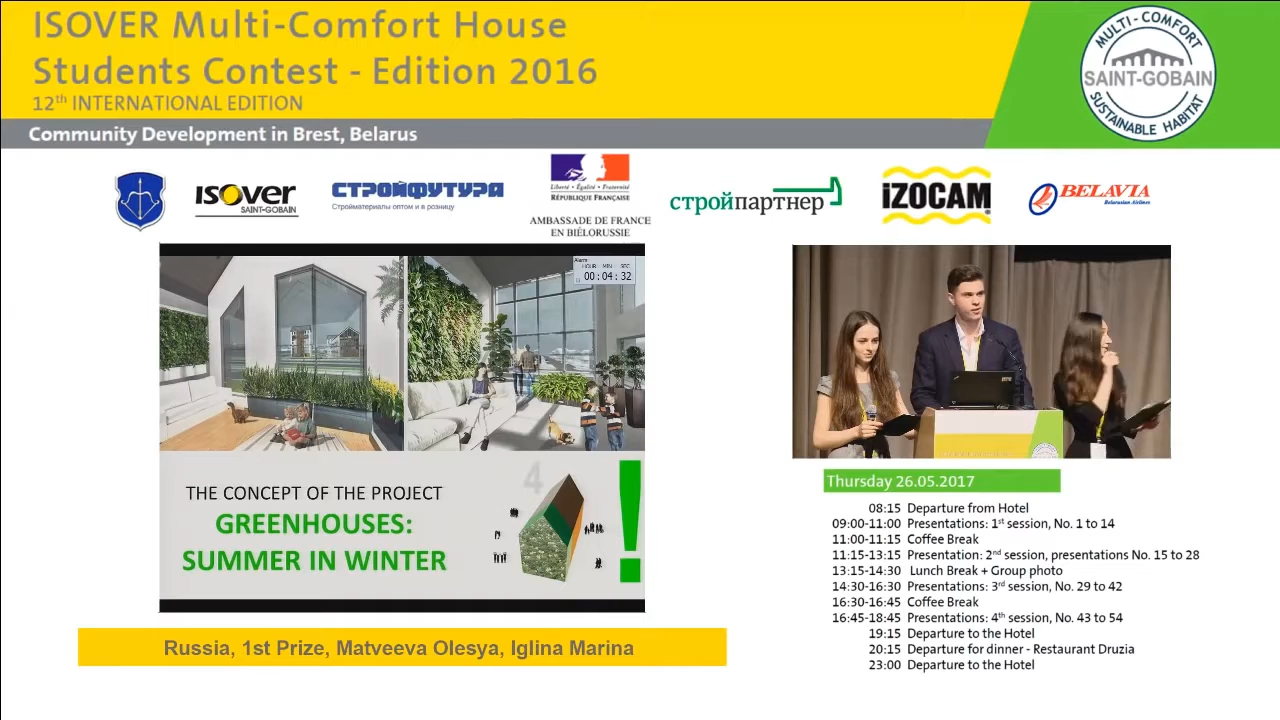 ISOVER Multi-Comfort House
Students Contest - Edition 2016
12th INTERNATIONAL EDITION
MULTI-COMFORT
SAINT-GOBAIN
SUSTAINABLE HABITAT
Community Development in Brest, Belarus
isover
SAINT-GOBAIN
СТРОЙФУТУРА
Стройматериалы оптом и в розницу
Liberté • Égalité • Fraternité
RÉPUBLIQUE FRANÇAISE
AMBASSADE DE FRANCE
EN BIÉLORUSSIE
стройпартнер
iZOCAM
BELAVIA
Belarusian Airlines
Alarm
HOUR MIN SEC
00:04:32
THE CONCEPT OF THE PROJECT
GREENHOUSES:
SUMMER IN WINTER
4
!
Russia, 1st Prize, Matveeva Olesya, Iglina Marina
Thursday 26.05.2017
08:15 Departure from Hotel
09:00-11:00 Presentations: 1st session, No. 1 to 14
11:00-11:15 Coffee Break
11:15-13:15 Presentation: 2nd session, presentations No. 15 to 28
13:15-14:30 Lunch Break + Group photo
14:30-16:30 Presentations: 3rd session, No. 29 to 42
16:30-16:45 Coffee Break
16:45-18:45 Presentations: 4th session, No. 43 to 54
19:15 Departure to the Hotel
20:15 Departure for dinner - Restaurant Druzia
23:00 Departure to the Hotel